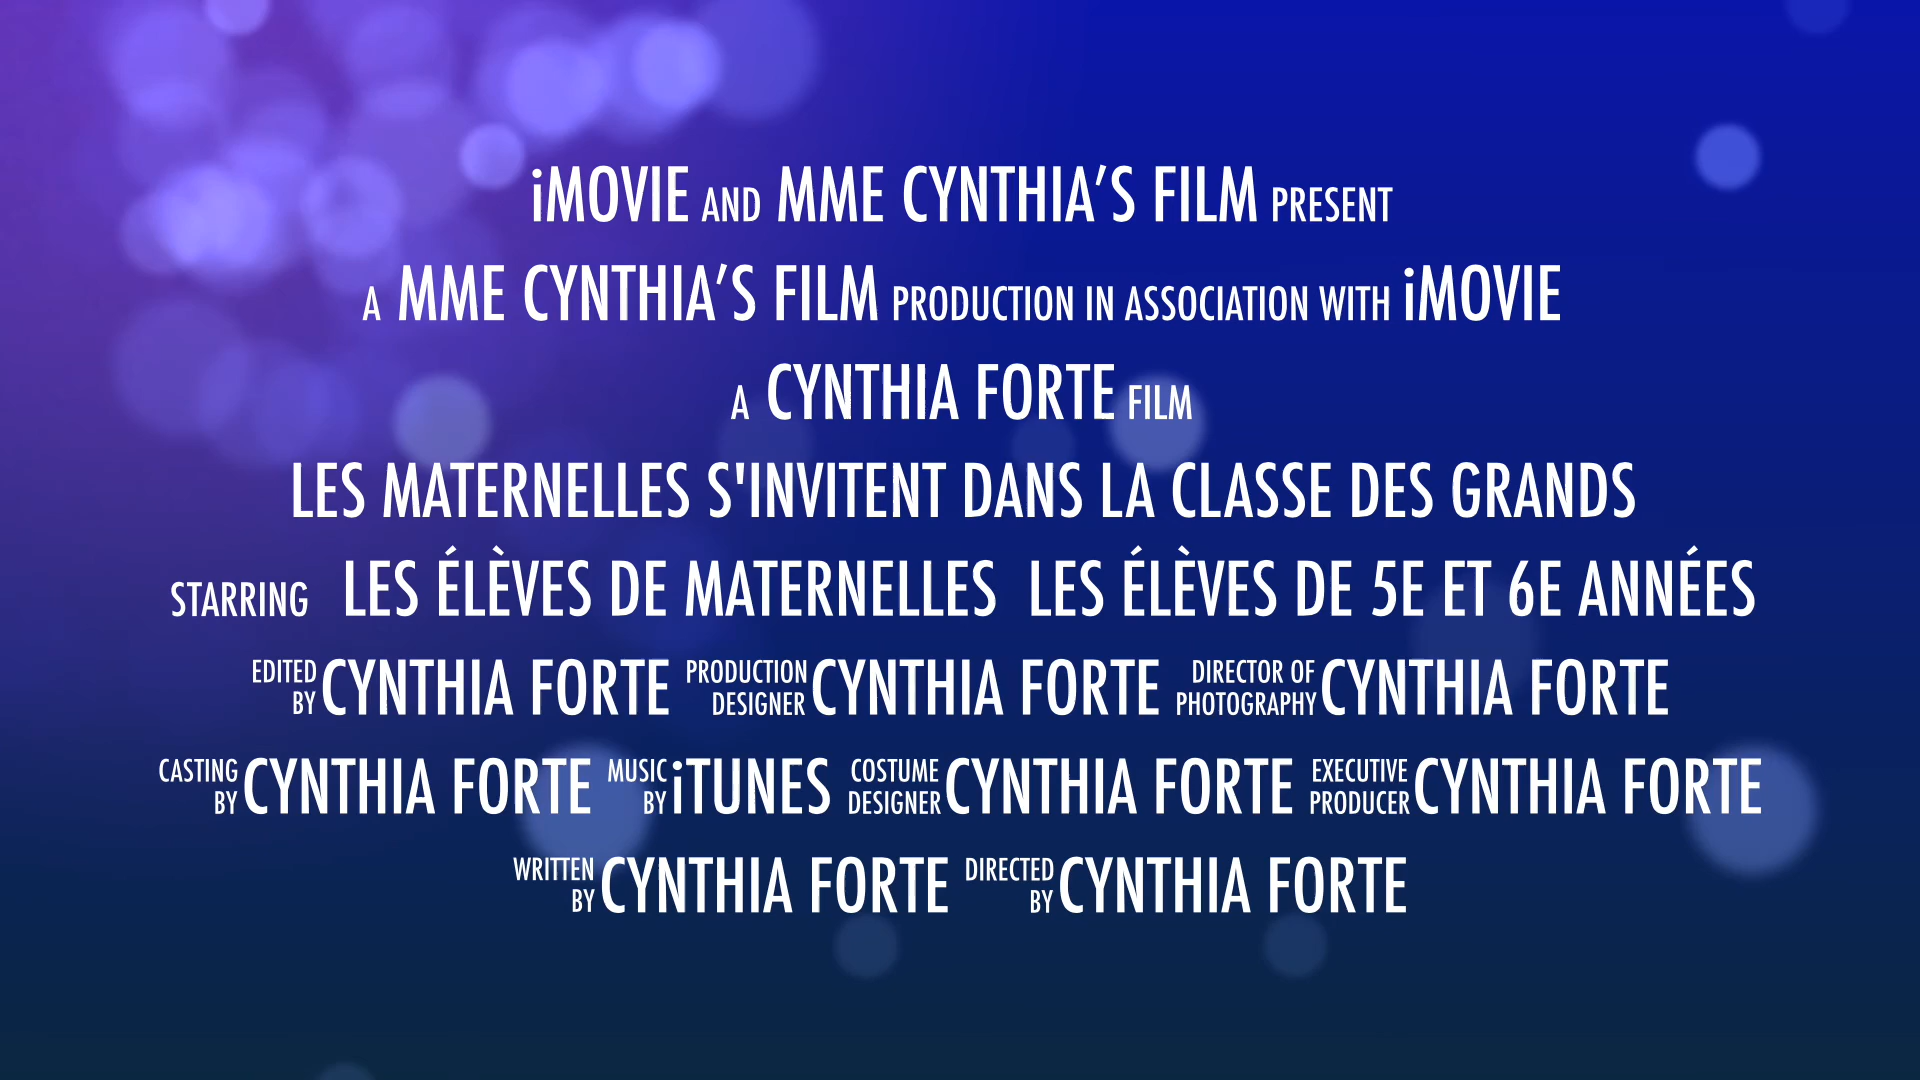 iMOVIE AND MME CYNTHIA’S FILM PRESENT
A MME CYNTHIA’S FILM PRODUCTION IN ASSOCIATION WITH iMOVIE
A CYNTHIA FORTE FILM
LES MATERNELLES S'INVITENT DANS LA CLASSE DES GRANDS
STARRING LES ÉLÈVES DE MATERNELLES LES ÉLÈVES DE 5E ET 6E ANNÉES
EDITED BY CYNTHIA FORTE PRODUCTION DESIGNER CYNTHIA FORTE DIRECTOR OF PHOTOGRAPHY CYNTHIA FORTE
CASTING BY CYNTHIA FORTE MUSIC BY iTUNES COSTUME DESIGNER CYNTHIA FORTE EXECUTIVE PRODUCER CYNTHIA FORTE
WRITTEN BY CYNTHIA FORTE DIRECTED BY CYNTHIA FORTE